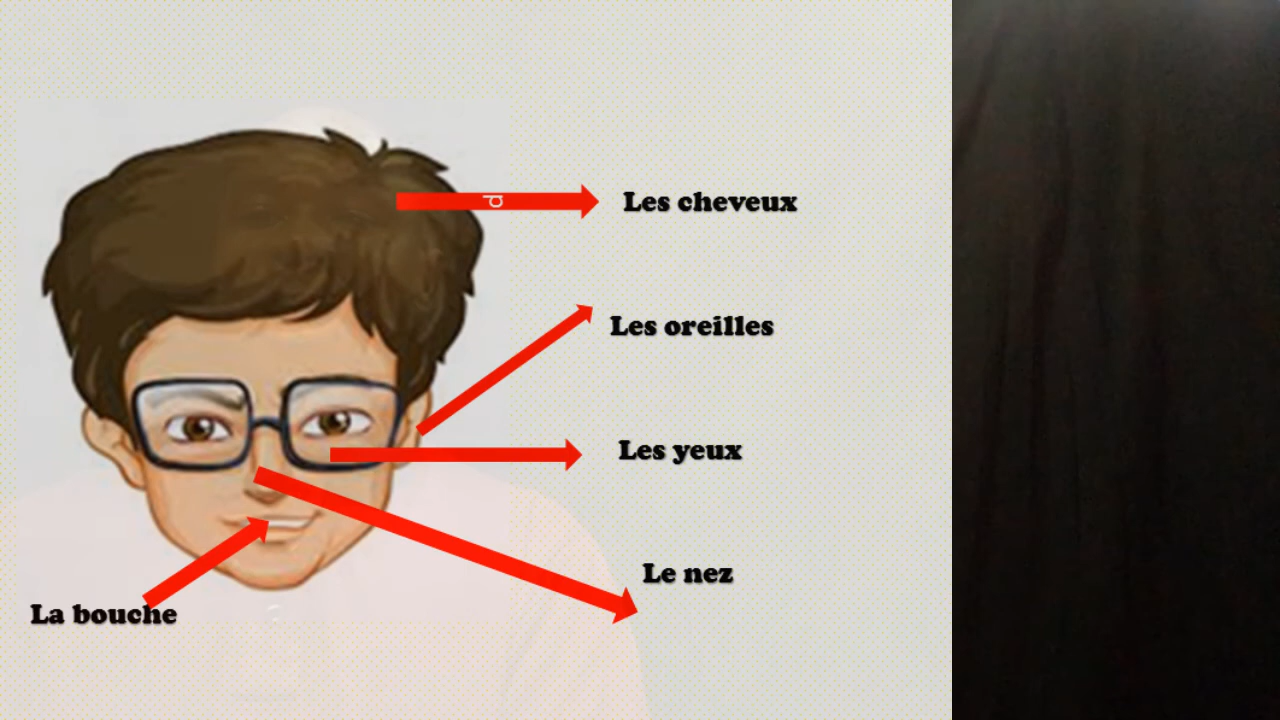 d
Les cheveux
Les oreilles
Les yeux
Le nez
La bouche